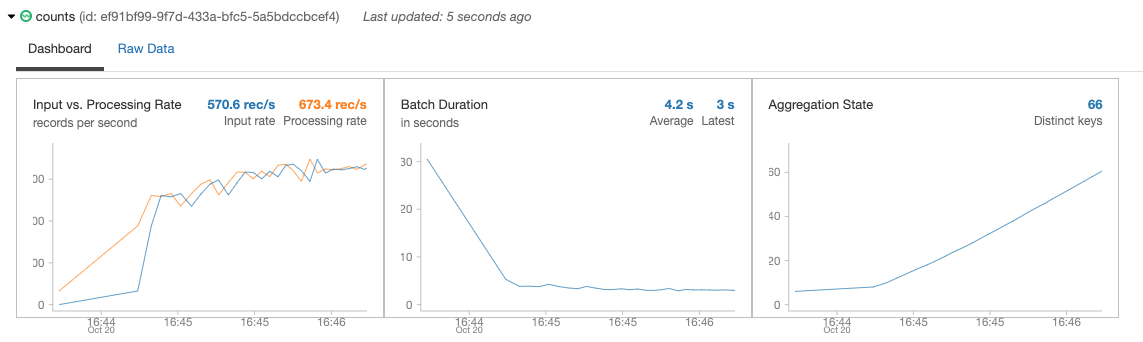 counts (id: ef91bf99-9f7d-433a-bfc5-5a5bdccbcef4) Last updated: 5 seconds ago
Dashboard Raw Data
Input vs. Processing Rate 570.6 rec/s 673.4 rec/s
records per second Input rate Processing rate
00
00
00
0
16:44 16:45 16:45 16:46
Oct 20
Batch Duration 4.2 s 3 s
in seconds Average Latest
30
20
10
0
16:44 16:45 16:45 16:46
Oct 20
Aggregation State 66
Distinct keys
60
40
20
0
16:44 16:45 16:45 16:46
Oct 20